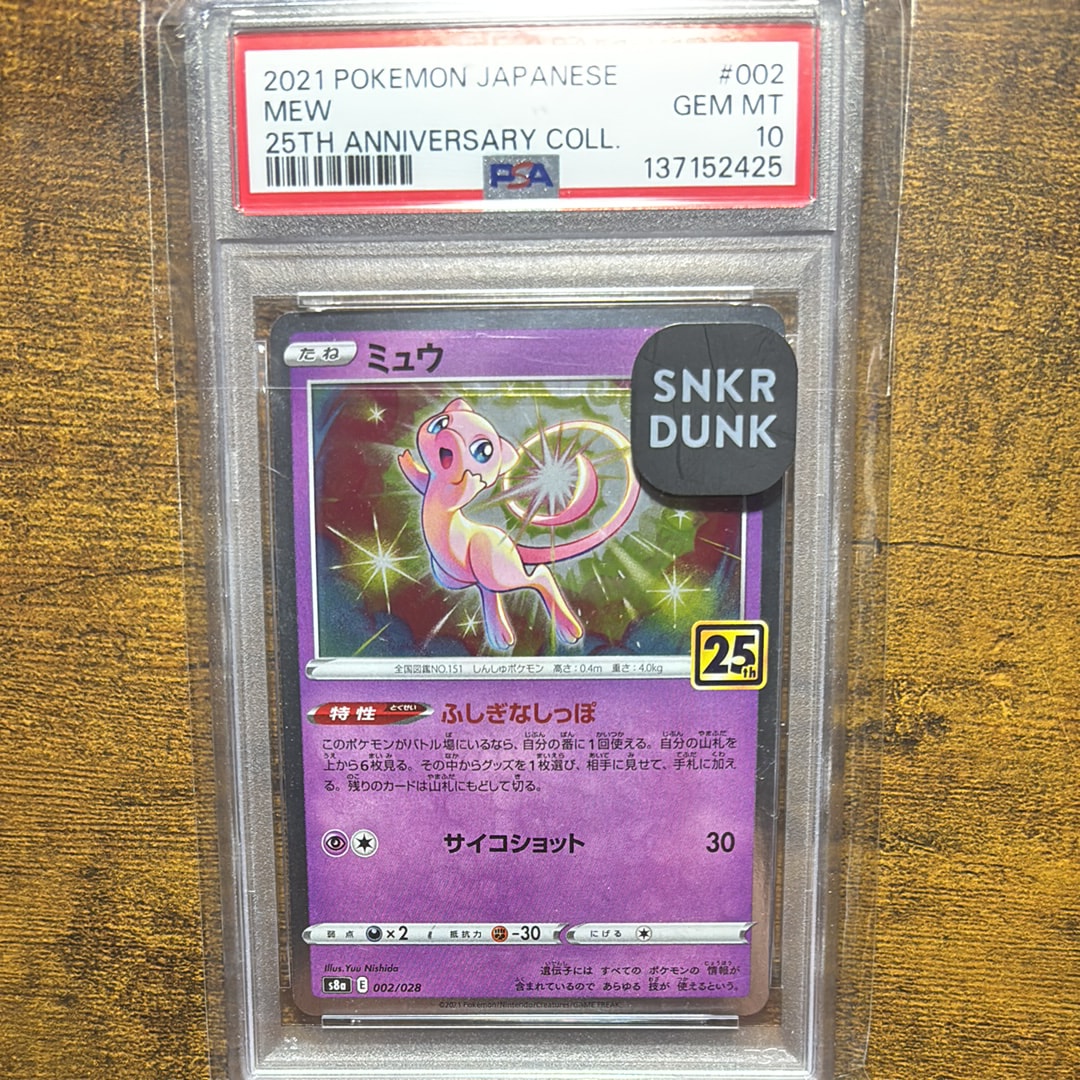 2021 POKEMON JAPANESE #002
MEW GEM MT
25TH ANNIVERSARY COLL. 10
PSA 137152425
たね ミュウ
SNKR
DUNK
25th
全国図鑑NO.151 しんしゅポケモン 高さ:0.4m 重さ:4.0kg
特性 とくせい ふしぎなしっぽ
このポケモンがバトル場にいるなら、自分の番に1回使える。自分の山札を
上から6枚見る。その中からグッズを1枚選び、相手に見せて、手札に加え
る。残りのカードは山札にもどして切る。
サイコショット 30
弱点 ×2 抵抗力 -30 にげる
Illus.Yuu Nishida
遺伝子には すべての ポケモンの 情報が
s8a E 002/028 含まれているので あらゆる 技が 使えるという。
©2021 Pokémon/Nintendo/Creatures/GAME FREAK